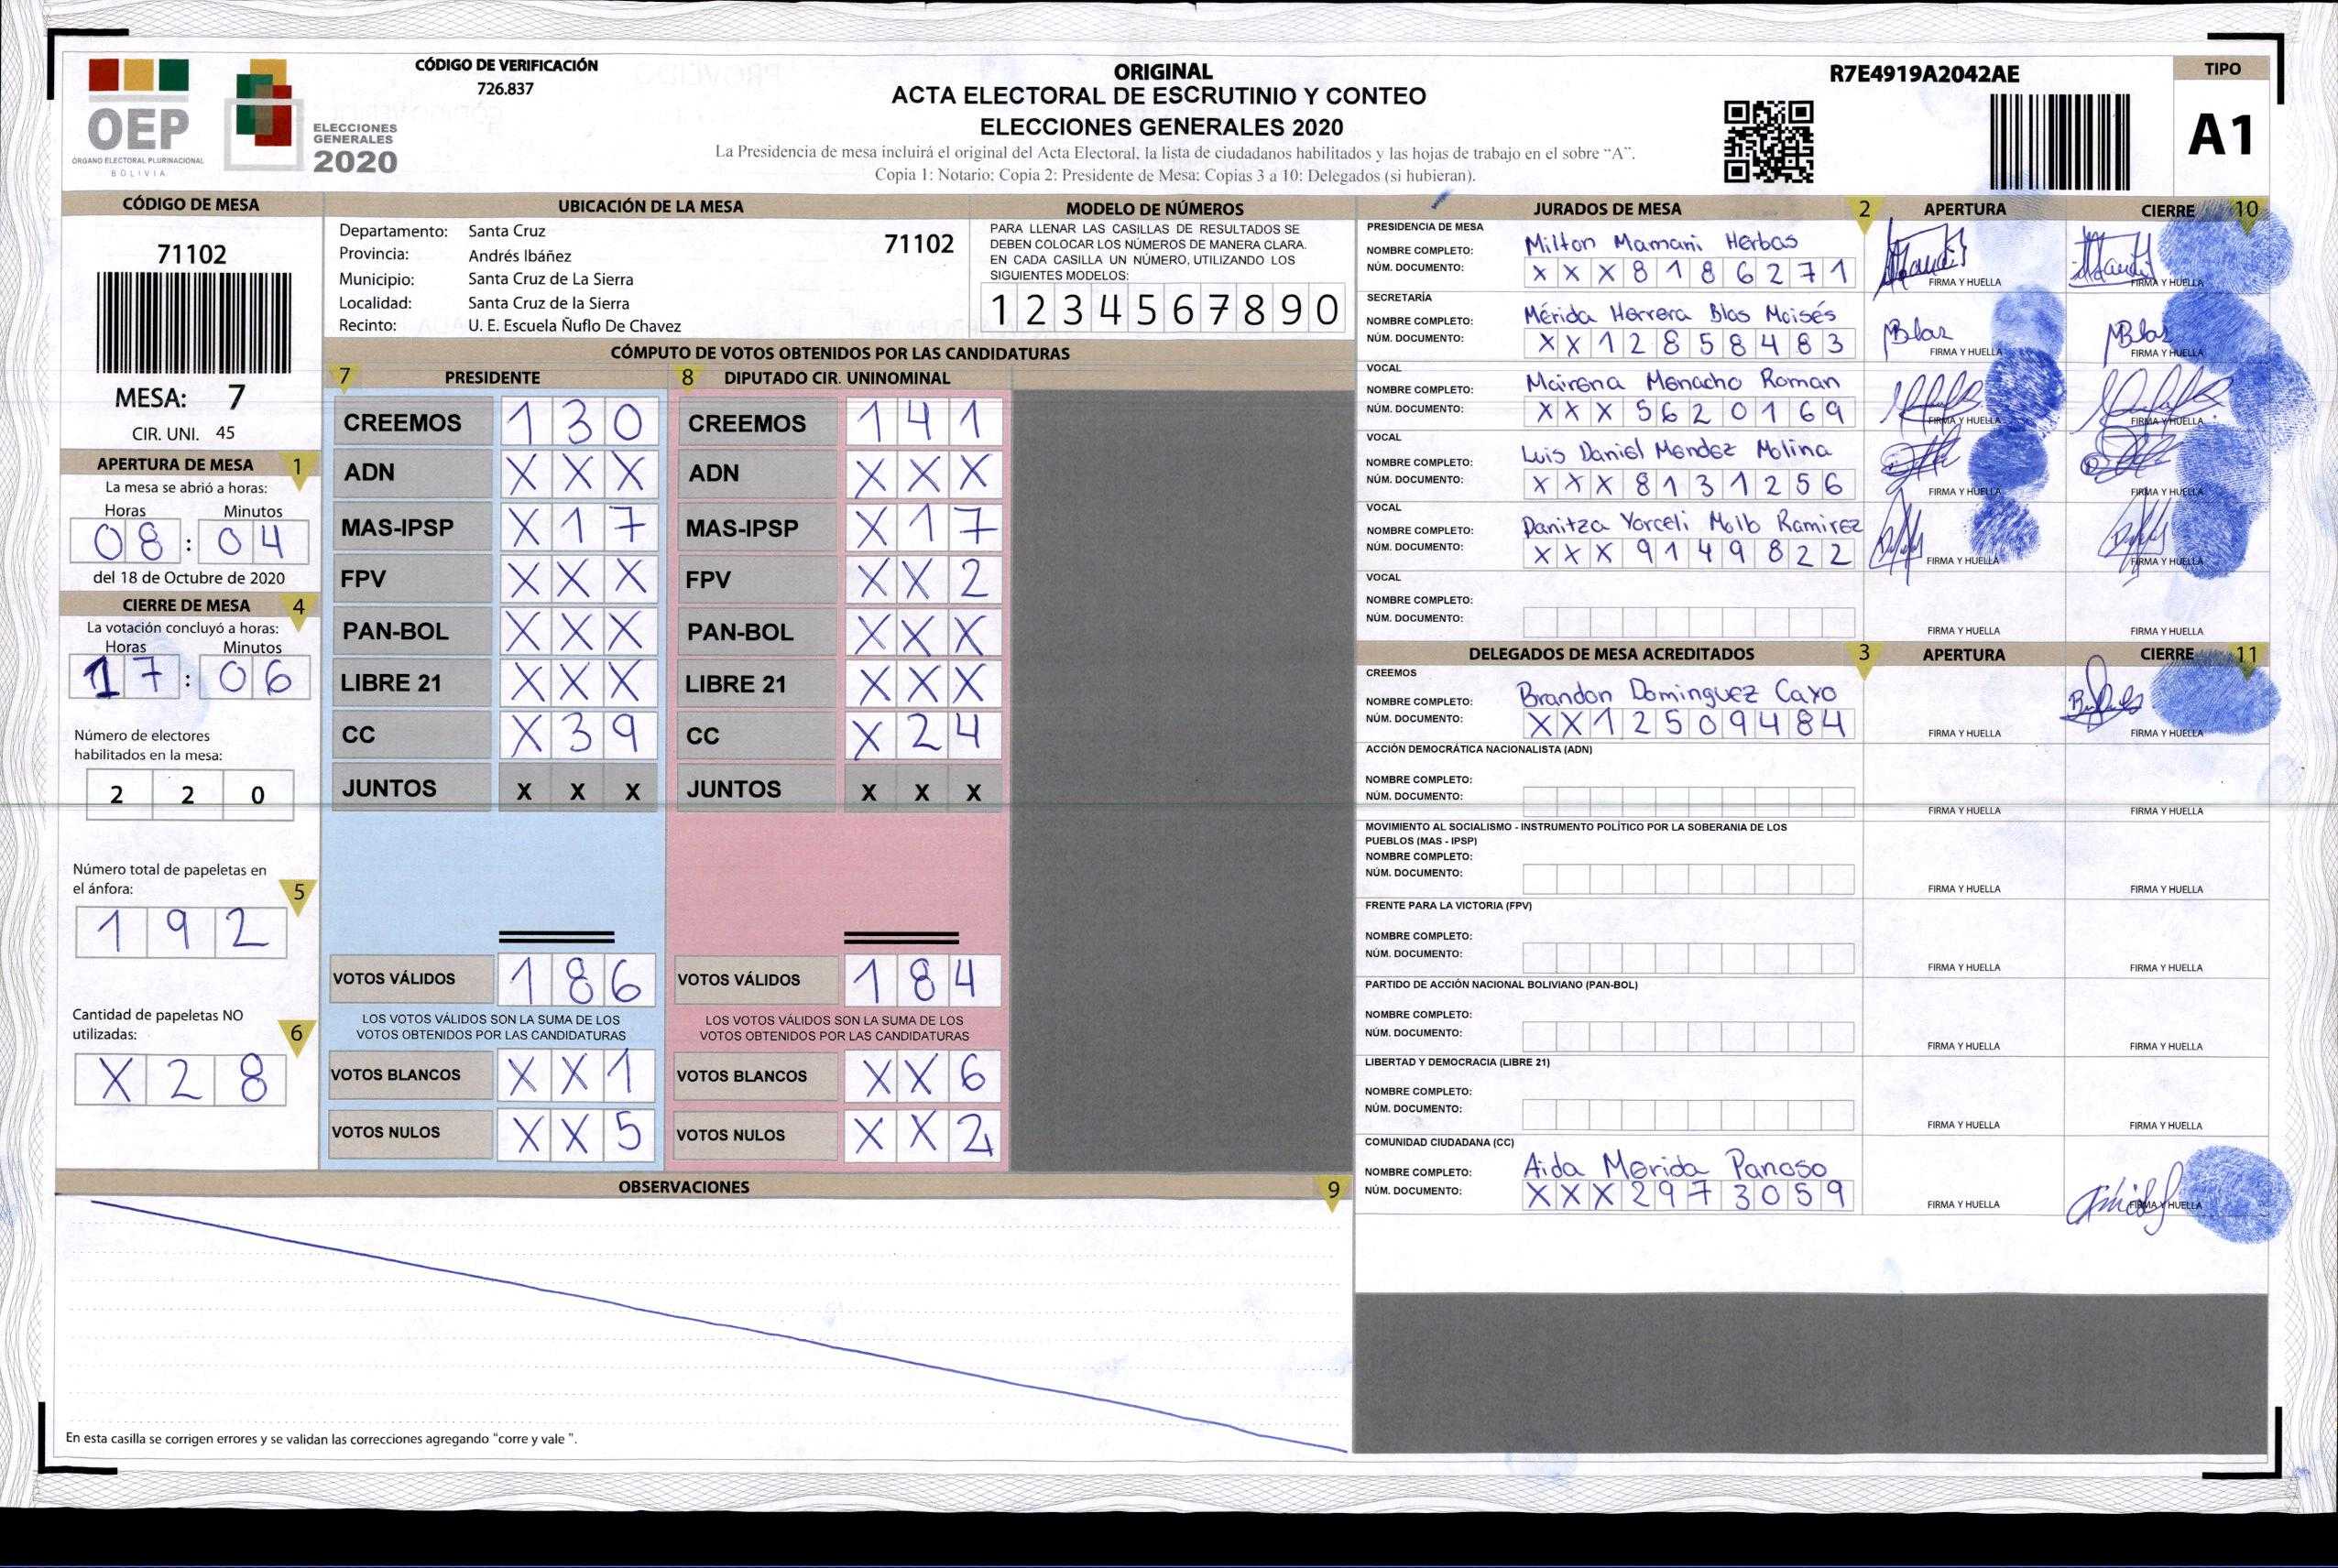 CÓDIGO DE VERIFICACIÓN
726.837
OEP
ÓRGANO ELECTORAL PLURINACIONAL
BOLIVIA
ELECCIONES
GENERALES
2020
ORIGINAL
ACTA ELECTORAL DE ESCRUTINIO Y CONTEO
ELECCIONES GENERALES 2020
La Presidencia de mesa incluirá el original del Acta Electoral, la lista de ciudadanos habilitados y las hojas de trabajo en el sobre "A".
Copia 1: Notario; Copia 2: Presidente de Mesa; Copias 3 a 10: Delegados (si hubieran).
R7E4919A2042AE
TIPO
A1
CÓDIGO DE MESA
71102
MESA: 7
CIR. UNI. 45
APERTURA DE MESA 1
La mesa se abrió a horas:
Horas Minutos
08 : 04
del 18 de Octubre de 2020
CIERRE DE MESA 4
La votación concluyó a horas:
Horas Minutos
17 : 06
Número de electores
habilitados en la mesa:
2 2 0
Número total de papeletas en
el ánfora: 5
1 9 2
Cantidad de papeletas NO
utilizadas: 6
X 2 8
UBICACIÓN DE LA MESA
Departamento: Santa Cruz
71102
Provincia: Andrés Ibáñez
Municipio: Santa Cruz de La Sierra
Localidad: Santa Cruz de la Sierra
Recinto: U. E. Escuela Ñuflo De Chavez
MODELO DE NÚMEROS
PARA LLENAR LAS CASILLAS DE RESULTADOS SE
DEBEN COLOCAR LOS NÚMEROS DE MANERA CLARA.
EN CADA CASILLA UN NÚMERO, UTILIZANDO LOS
SIGUIENTES MODELOS:
1 2 3 4 5 6 7 8 9 0
CÓMPUTO DE VOTOS OBTENIDOS POR LAS CANDIDATURAS
7 PRESIDENTE
CREEMOS 1 3 0
ADN X X X
MAS-IPSP X 1 7
FPV X X X
PAN-BOL X X X
LIBRE 21 X X X
CC X 3 9
JUNTOS X X X
VOTOS VÁLIDOS 1 8 6
LOS VOTOS VÁLIDOS SON LA SUMA DE LOS
VOTOS OBTENIDOS POR LAS CANDIDATURAS
VOTOS BLANCOS X X 1
VOTOS NULOS X X 5
8 DIPUTADO CIR. UNINOMINAL
CREEMOS 1 4 1
ADN X X X
MAS-IPSP X 1 7
FPV X X 2
PAN-BOL X X X
LIBRE 21 X X X
CC X 2 4
JUNTOS X X X
VOTOS VÁLIDOS 1 8 4
LOS VOTOS VÁLIDOS SON LA SUMA DE LOS
VOTOS OBTENIDOS POR LAS CANDIDATURAS
VOTOS BLANCOS X X 6
VOTOS NULOS X X 2
OBSERVACIONES 9
En esta casilla se corrigen errores y se validan las correcciones agregando "corre y vale ".
JURADOS DE MESA 2 APERTURA CIERRE 10
PRESIDENCIA DE MESA
NOMBRE COMPLETO: Milton Mamani Herbas
NÚM. DOCUMENTO: X X X 8 1 8 6 2 7 1
FIRMA Y HUELLA FIRMA Y HUELLA
SECRETARÍA
NOMBRE COMPLETO: Mérida Herrera Blas Moisés
NÚM. DOCUMENTO: X X 1 2 8 5 8 4 8 3
Blas Blas
FIRMA Y HUELLA FIRMA Y HUELLA
VOCAL
NOMBRE COMPLETO: Mairena Menacho Roman
NÚM. DOCUMENTO: X X X 5 6 2 0 1 6 9
FIRMA Y HUELLA FIRMA Y HUELLA
VOCAL
NOMBRE COMPLETO: Luis Daniel Mendez Molina
NÚM. DOCUMENTO: X X X 8 1 3 1 2 5 6
FIRMA Y HUELLA FIRMA Y HUELLA
VOCAL
NOMBRE COMPLETO: Danitza Yarceli Molb Ramirez
NÚM. DOCUMENTO: X X X 9 1 4 9 8 2 2
FIRMA Y HUELLA FIRMA Y HUELLA
VOCAL
NOMBRE COMPLETO:
NÚM. DOCUMENTO:
FIRMA Y HUELLA FIRMA Y HUELLA
DELEGADOS DE MESA ACREDITADOS 3 APERTURA CIERRE 11
CREEMOS
NOMBRE COMPLETO: Brandon Dominguez Cayo
NÚM. DOCUMENTO: X X 1 2 5 0 9 4 8 4
FIRMA Y HUELLA FIRMA Y HUELLA
ACCIÓN DEMOCRÁTICA NACIONALISTA (ADN)
NOMBRE COMPLETO:
NÚM. DOCUMENTO:
FIRMA Y HUELLA FIRMA Y HUELLA
MOVIMIENTO AL SOCIALISMO - INSTRUMENTO POLÍTICO POR LA SOBERANIA DE LOS
PUEBLOS (MAS - IPSP)
NOMBRE COMPLETO:
NÚM. DOCUMENTO:
FIRMA Y HUELLA FIRMA Y HUELLA
FRENTE PARA LA VICTORIA (FPV)
NOMBRE COMPLETO:
NÚM. DOCUMENTO:
FIRMA Y HUELLA FIRMA Y HUELLA
PARTIDO DE ACCIÓN NACIONAL BOLIVIANO (PAN-BOL)
NOMBRE COMPLETO:
NÚM. DOCUMENTO:
FIRMA Y HUELLA FIRMA Y HUELLA
LIBERTAD Y DEMOCRACIA (LIBRE 21)
NOMBRE COMPLETO:
NÚM. DOCUMENTO:
FIRMA Y HUELLA FIRMA Y HUELLA
COMUNIDAD CIUDADANA (CC)
NOMBRE COMPLETO: Aida Merida Panoso
NÚM. DOCUMENTO: X X X 2 9 7 3 0 5 9
FIRMA Y HUELLA FIRMA Y HUELLA